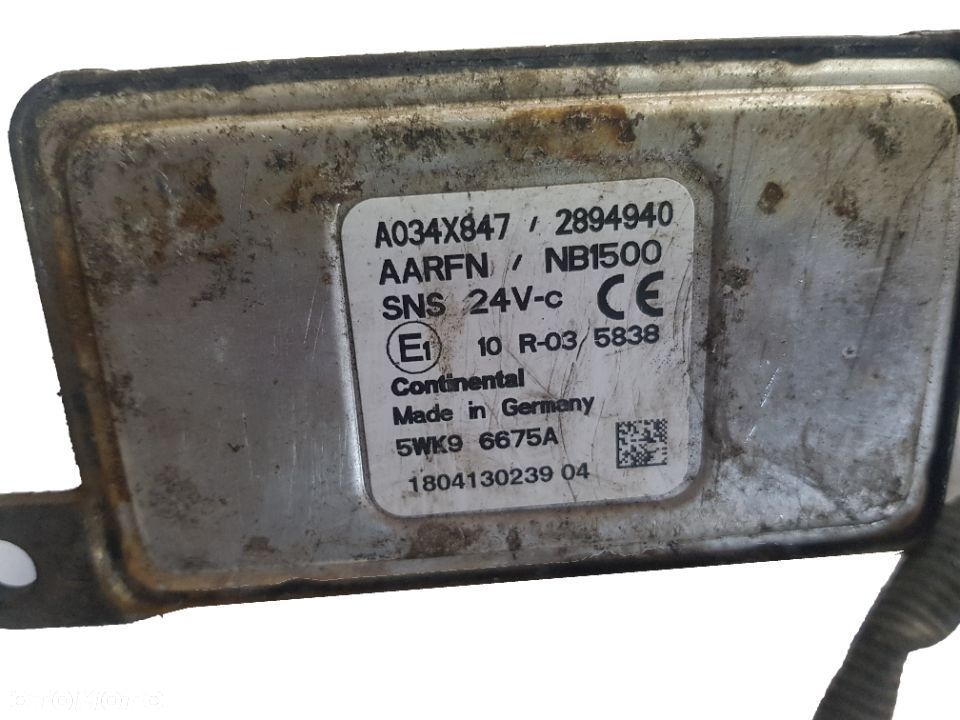 A034X847 / 2894940
AARFN / NB1500
SNS 24V-c CE
E1 10 R-03 5838
Continental
Made in Germany
5WK9 6675A
1804130239 04